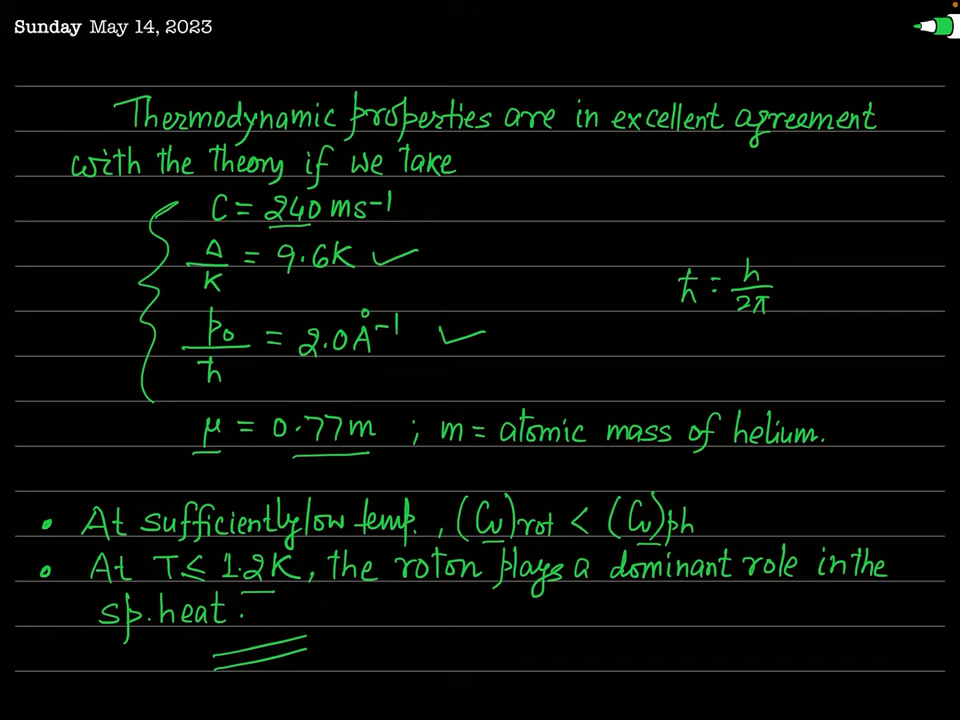 Sunday May 14, 2023
Thermodynamic properties are in excellent agreement
with the theory if we take
C = 240 ms⁻¹
Δ/K = 9.6K ✓
ħ = h/2π
p₀/ħ = 2.0 Å⁻¹ ✓
μ = 0.77m ; m = atomic mass of helium.
• At sufficiently low temp., (Cv)rot < (Cv)ph
• At T ≤ 1.2K, the roton plays a dominant role in the
sp. heat.